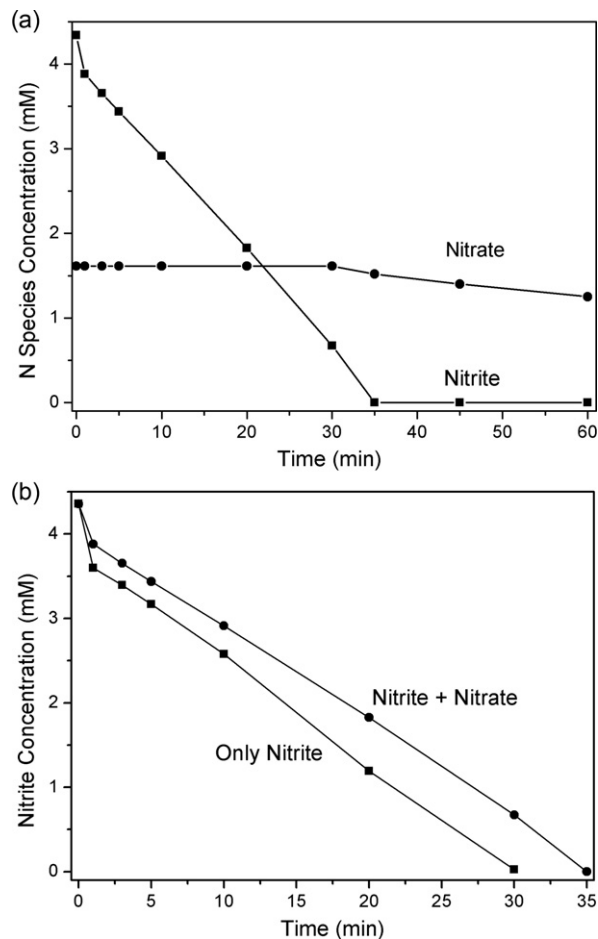 (a)
N Species Concentration (mM)
4
3
2
1
0
Nitrate
Nitrite
0 10 20 30 40 50 60
Time (min)
(b)
Nitrite Concentration (mM)
4
3
2
1
0
Nitrite + Nitrate
Only Nitrite
0 5 10 15 20 25 30 35
Time (min)